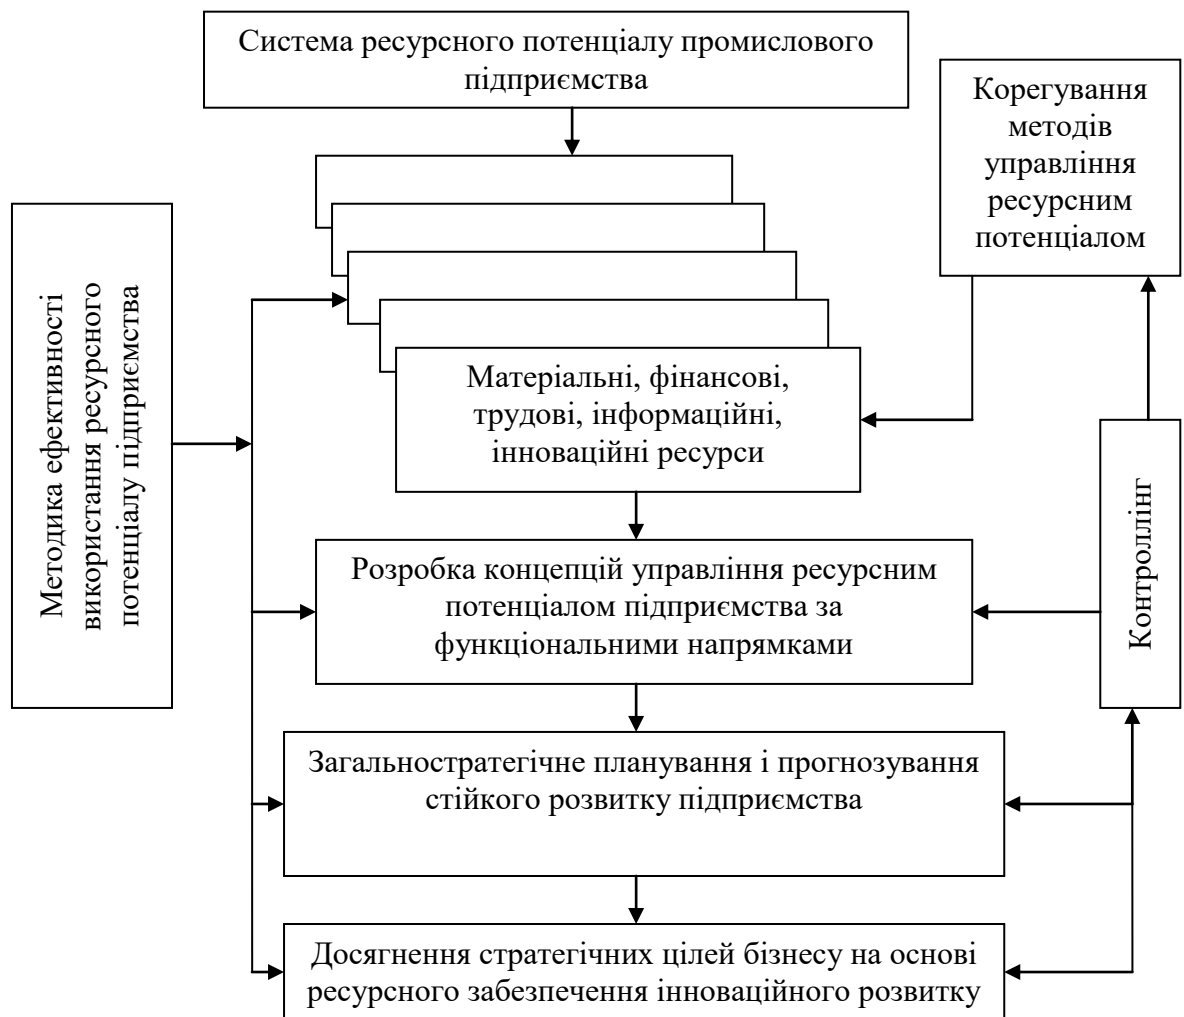 Система ресурсного потенціалу промислового
підприємства
Корегування
методів
управління
ресурсним
потенціалом
Методика ефективності
використання ресурсного
потенціалу підприємства
Матеріальні, фінансові,
трудові, інформаційні,
інноваційні ресурси
Контроллінг
Розробка концепцій управління ресурсним
потенціалом підприємства за
функціональними напрямками
Загальностратегічне планування і прогнозування
стійкого розвитку підприємства
Досягнення стратегічних цілей бізнесу на основі
ресурсного забезпечення інноваційного розвитку